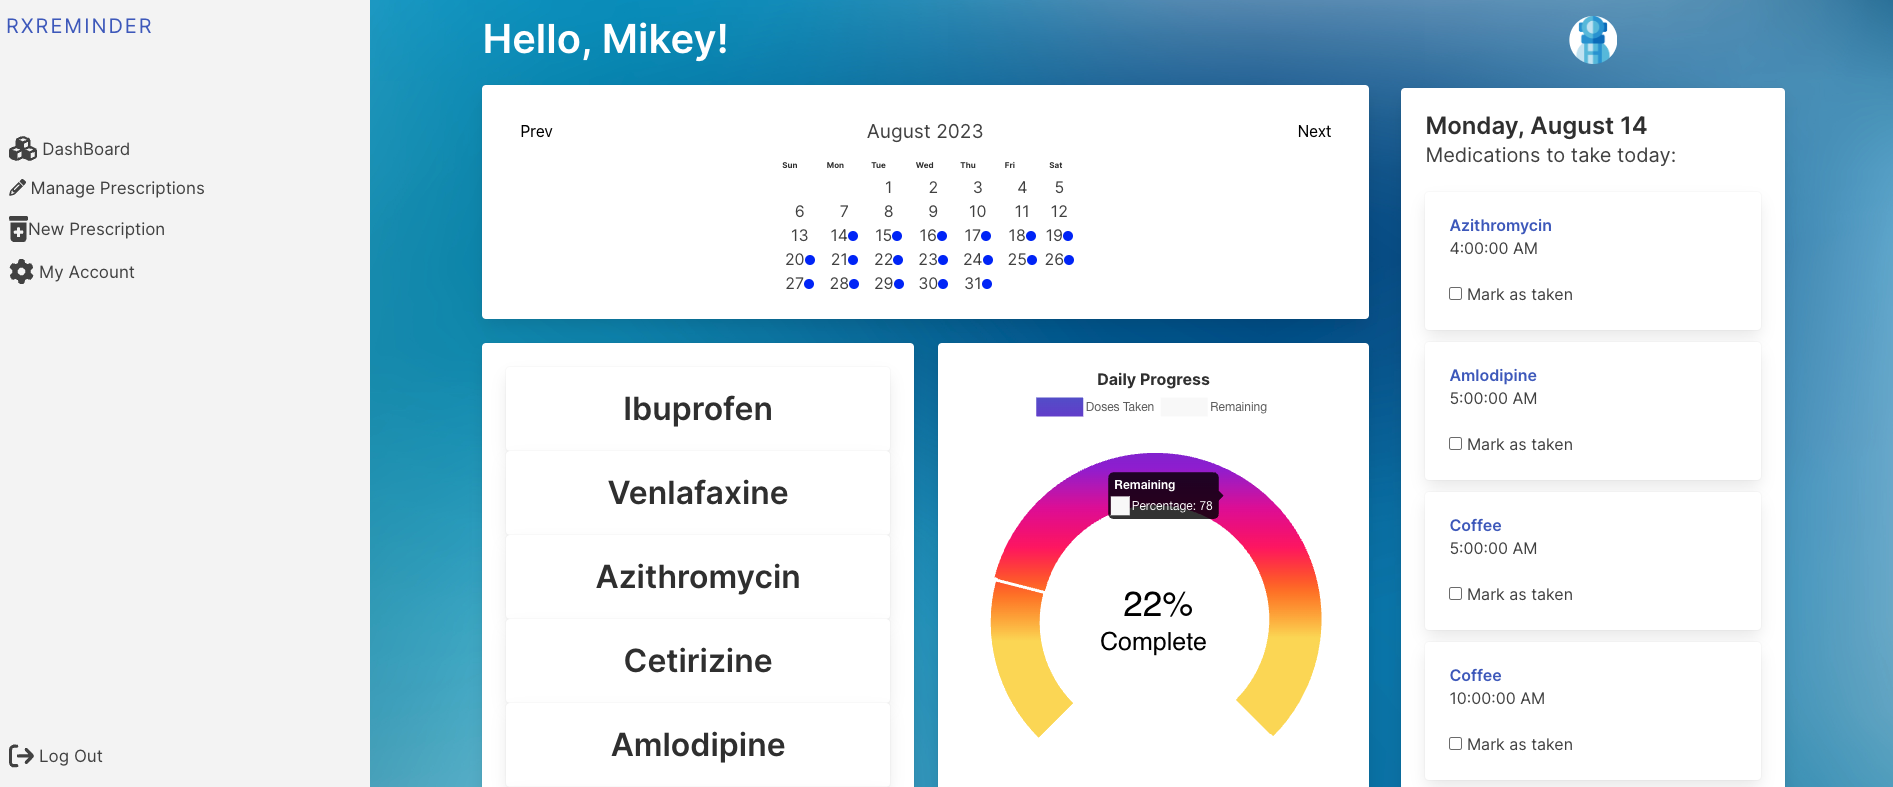 RXREMINDER
DashBoard
Manage Prescriptions
New Prescription
My Account
Log Out
Hello, Mikey!
Prev
August 2023
Next
Sun Mon Tue Wed Thu Fri Sat
1 2 3 4 5
6 7 8 9 10 11 12
13 14 15 16 17 18 19
20 21 22 23 24 25 26
27 28 29 30 31
Ibuprofen
Venlafaxine
Azithromycin
Cetirizine
Amlodipine
Daily Progress
Doses Taken Remaining
Remaining
Percentage: 78
22%
Complete
Monday, August 14
Medications to take today:
Azithromycin
4:00:00 AM
Mark as taken
Amlodipine
5:00:00 AM
Mark as taken
Coffee
5:00:00 AM
Mark as taken
Coffee
10:00:00 AM
Mark as taken